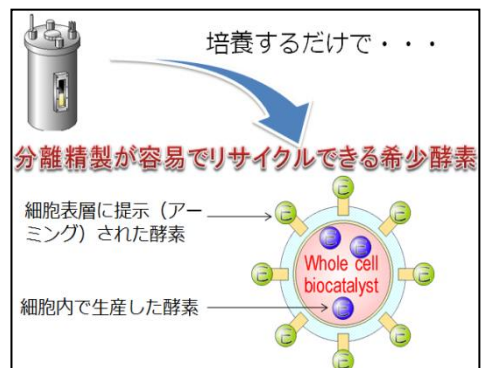 培養するだけで・・・
分離精製が容易でリサイクルできる希少酵素
細胞表層に提示（アー
ミング）された酵素
Whole cell
biocatalyst
細胞内で生産した酵素